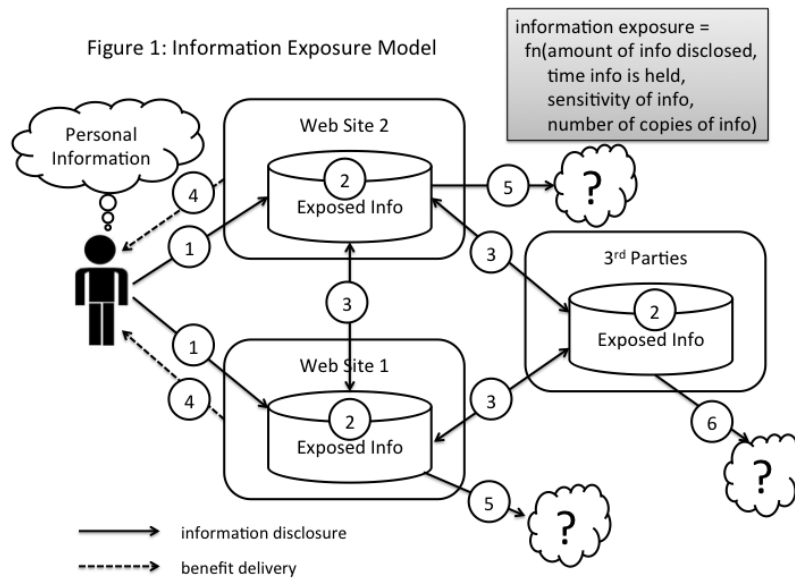 Figure 1: Information Exposure Model
information exposure =
fn(amount of info disclosed,
time info is held,
sensitivity of info,
number of copies of info)
Personal
Information
Web Site 2
2
Exposed Info
4
1
5
?
3
3
3rd Parties
2
Exposed Info
1
4
Web Site 1
2
Exposed Info
3
6
?
5
?
information disclosure
benefit delivery